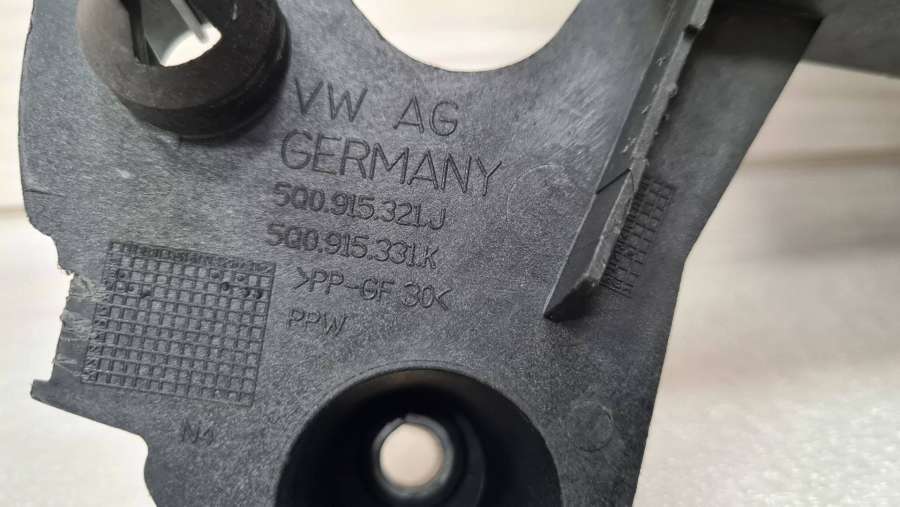 VW AG
GERMANY
5Q0.915.321.J
5Q0.915.331.K
>PP-GF 30<
PPW
N4